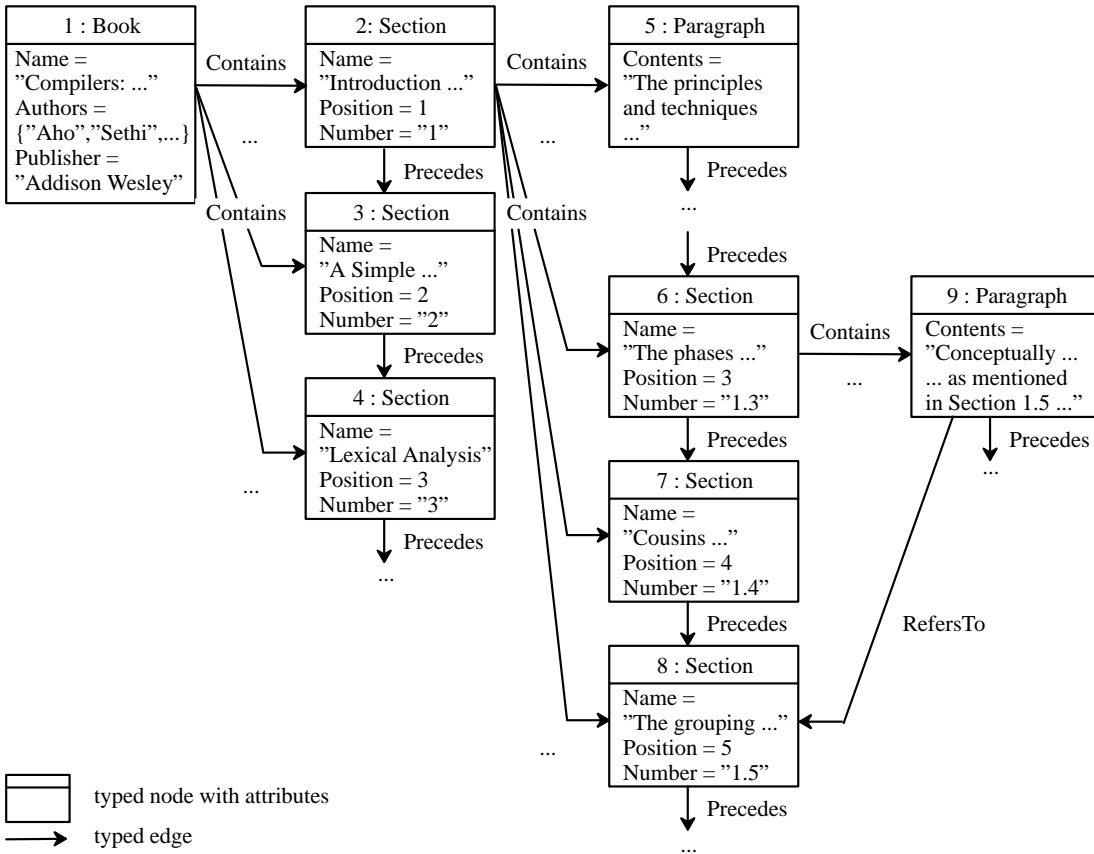 1 : Book
Name =
”Compilers: ...”
Authors =
{”Aho”,”Sethi”,...}
Publisher =
”Addison Wesley”
Contains
...
Contains
...
2: Section
Name =
”Introduction ...”
Position = 1
Number = ”1”
Precedes
3 : Section
Name =
”A Simple ...”
Position = 2
Number = ”2”
Precedes
4 : Section
Name =
”Lexical Analysis”
Position = 3
Number = ”3”
Precedes
...
Contains
...
Contains
...
5 : Paragraph
Contents =
”The principles
and techniques
...”
Precedes
...
Precedes
6 : Section
Name =
”The phases ...”
Position = 3
Number = ”1.3”
Precedes
7 : Section
Name =
”Cousins ...”
Position = 4
Number = ”1.4”
Precedes
8 : Section
Name =
”The grouping ...”
Position = 5
Number = ”1.5”
Precedes
...
Contains
...
9 : Paragraph
Contents =
”Conceptually ...
... as mentioned
in Section 1.5 ...”
Precedes
...
RefersTo
typed node with attributes
typed edge